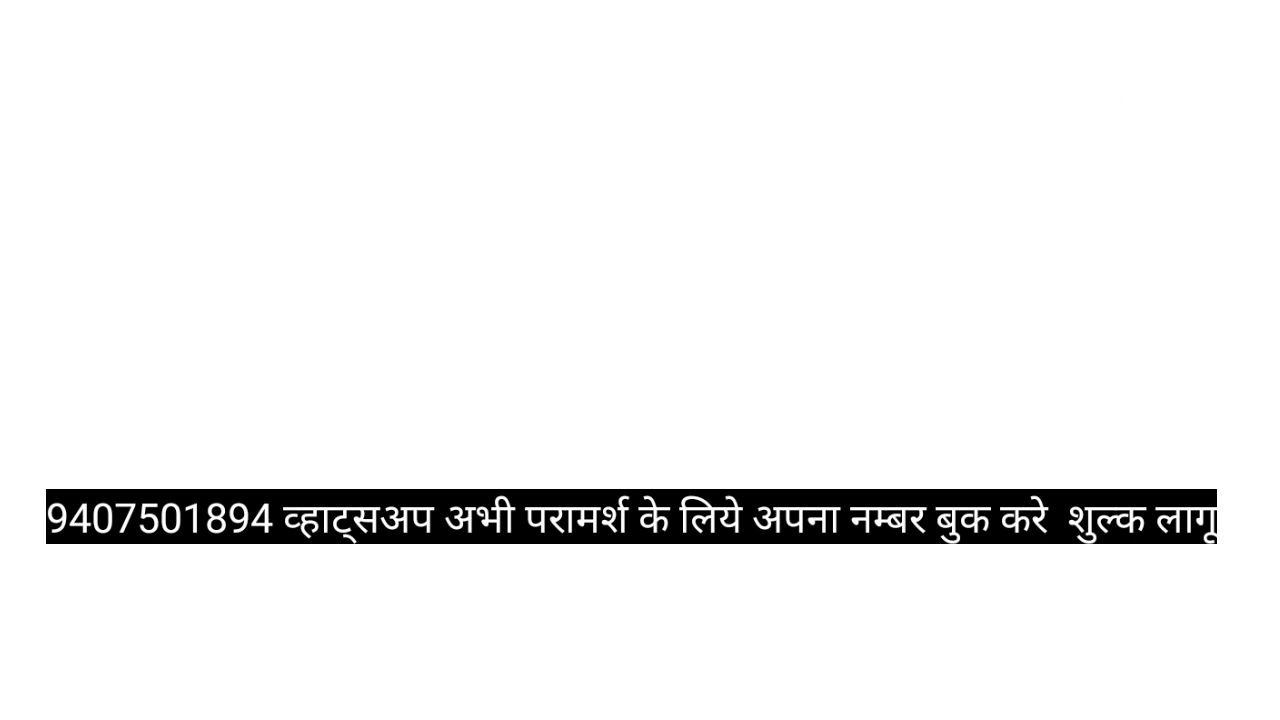 9407501894 व्हाट्सअप अभी परामर्श के लिये अपना नम्बर बुक करे  शुल्क लागू